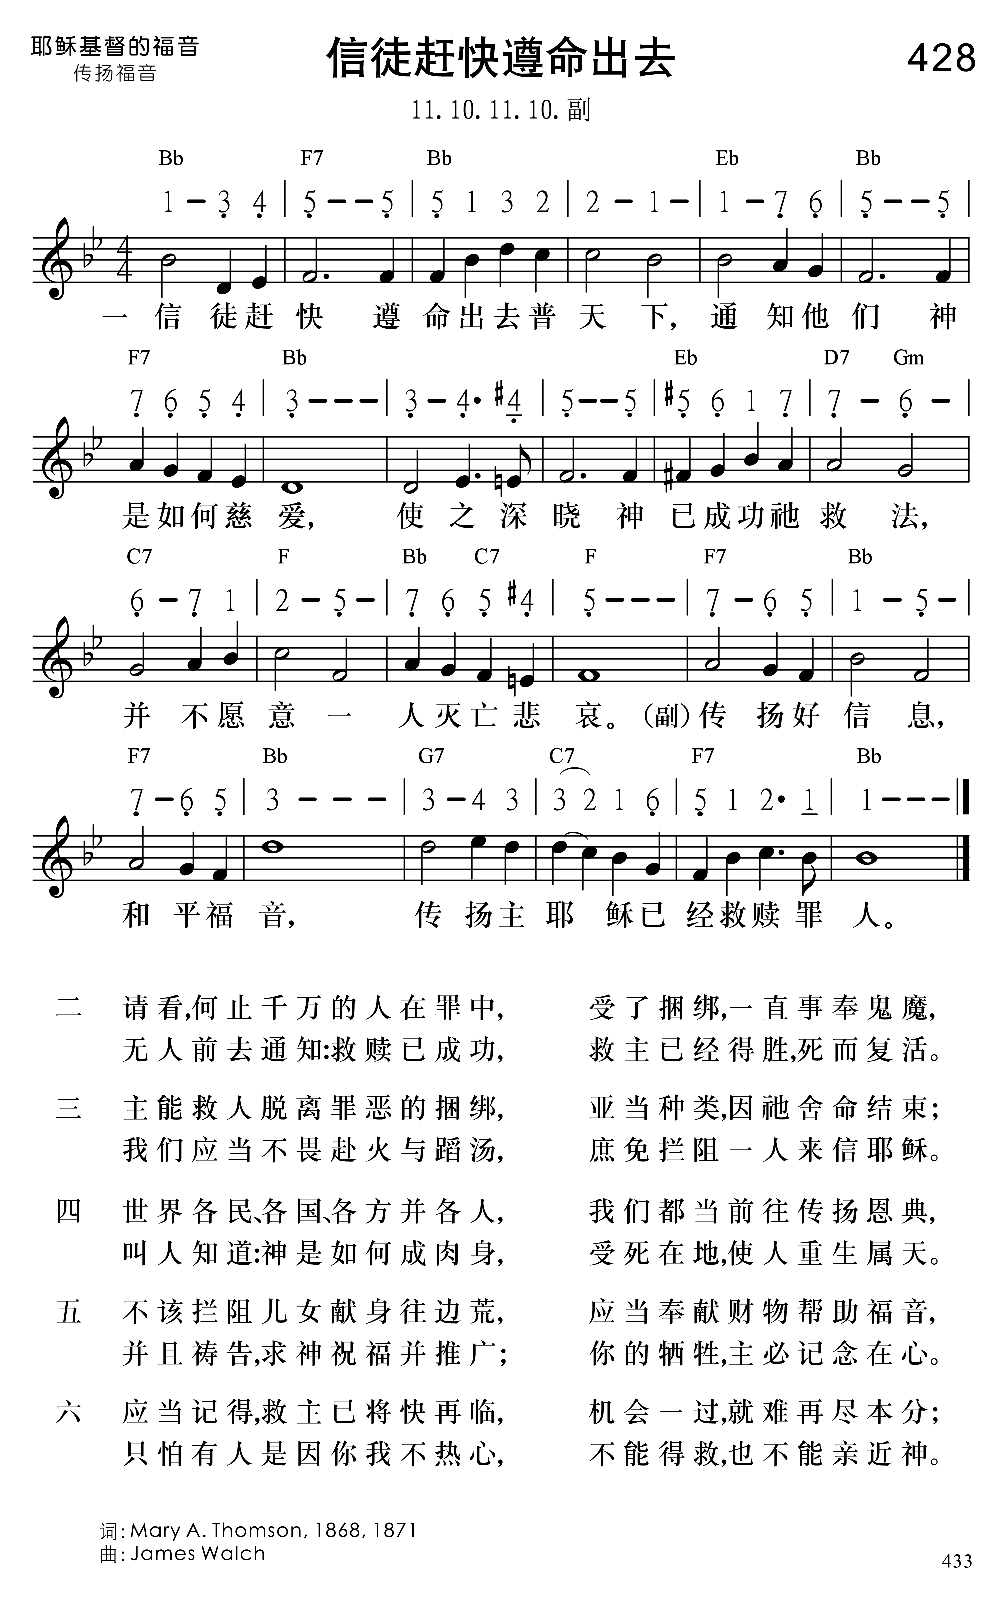 耶稣基督的福音
传扬福音
信徒赶快遵命出去
428
11.10.11.10.副
Bb F7 Bb Eb Bb
1 – 3 4 | 5 – – 5 | 5 1 3 2 | 2 – 1 – | 1 – 7 6 | 5 – – 5 |
4
4
一 信 徒赶 快 遵 命出去普 天 下, 通 知他 们 神
F7 Bb Eb D7 Gm
7 6 5 4 | 3 – – – | 3 – 4· #4 | 5 – – 5 | #5 6 1 7 | 7 – 6 – |
是如何慈 爱, 使 之 深 晓 神 已成功祂 救 法,
C7 F Bb C7 F F7 Bb
6 – 7 1 | 2 – 5 – | 7 6 5 #4 | 5 – – – | 7 – 6 5 | 1 – 5 – |
并 不愿 意 一 人灭亡悲 哀。(副)传 扬好 信 息,
F7 Bb G7 C7 F7 Bb
7 – 6 5 | 3 – – – | 3 – 4 3 | 3 2 1 6 | 5 1 2· 1 | 1 – – –
和 平福 音, 传 扬主 耶 稣已 经救赎 罪 人。
二 请看,何止千万的人在罪中, 受了捆绑,一直事奉鬼魔,
无人前去通知:救赎已成功, 救主已经得胜,死而复活。
三 主能救人脱离罪恶的捆绑, 亚当种类,因祂舍命结束;
我们应当不畏赴火与蹈汤, 庶免拦阻一人来信耶稣。
四 世界各民、各国、各方并各人, 我们都当前往传扬恩典,
叫人知道:神是如何成肉身, 受死在地,使人重生属天。
五 不该拦阻儿女献身往边荒, 应当奉献财物帮助福音,
并且祷告,求神祝福并推广; 你的牺牲,主必记念在心。
六 应当记得,救主已将快再临, 机会一过,就难再尽本分;
只怕有人是因你我不热心, 不能得救,也不能亲近神。
词: Mary A. Thomson, 1868, 1871
曲: James Walch
433